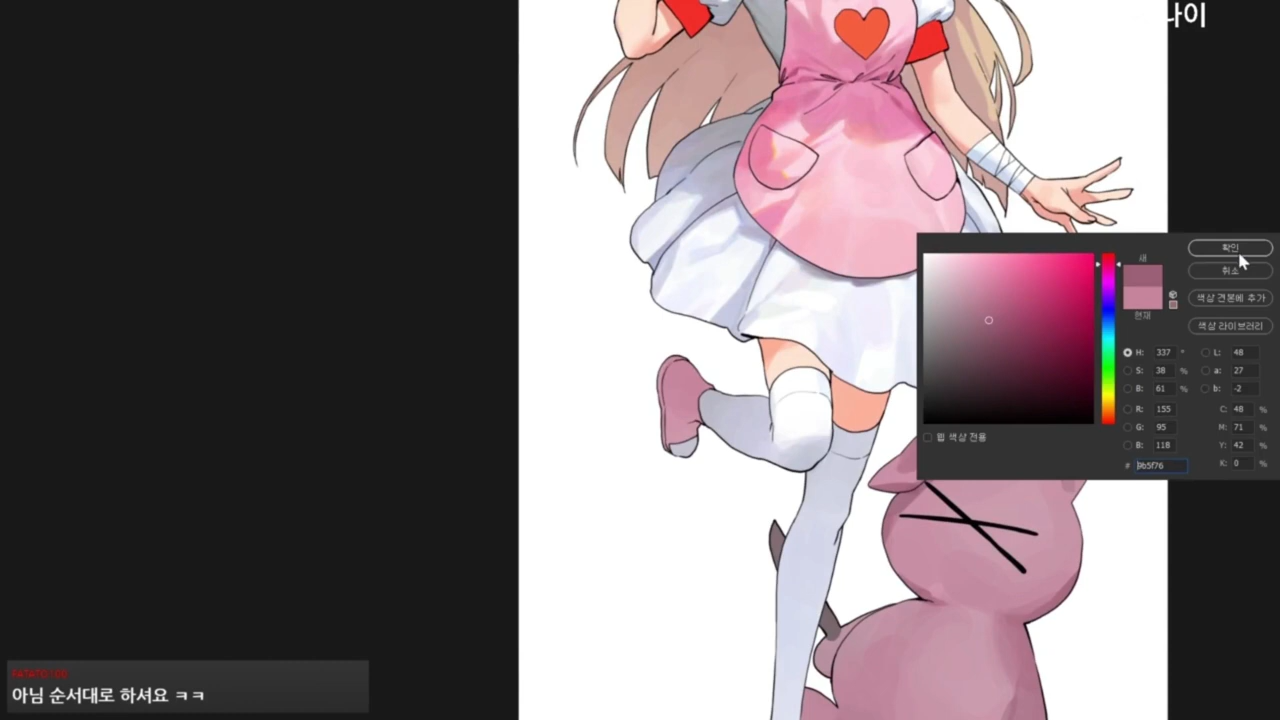 나이
새
현재
확인
취소
색상 견본에 추가
색상 라이브러리
H: 337 °
S: 38 %
B: 61 %
R: 155
G: 95
B: 118
# 9b5f76
L: 48
a: 27
b: -2
C: 48 %
M: 71 %
Y: 42 %
K: 0 %
웹 색상 전용
아님 순서대로 하셔요 ㅋㅋ